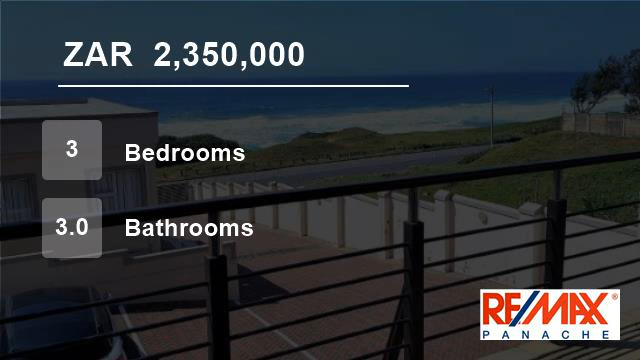 ZAR 2,350,000
3
Bedrooms
3.0
Bathrooms
RE/MAX®
PANACHE